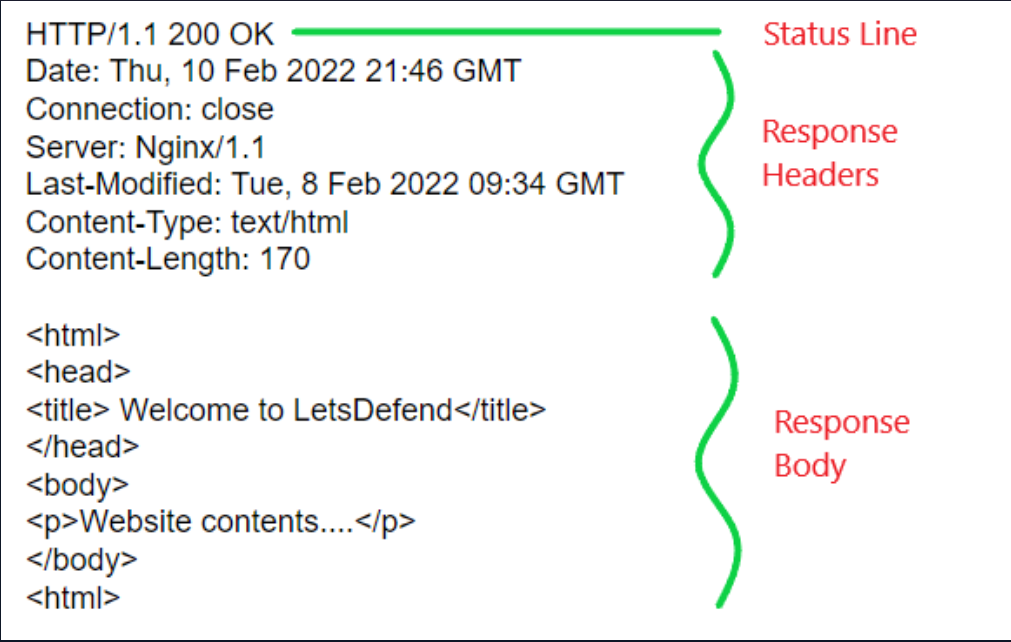 HTTP/1.1 200 OK
Status Line
Date: Thu, 10 Feb 2022 21:46 GMT
Connection: close
Server: Nginx/1.1
Last-Modified: Tue, 8 Feb 2022 09:34 GMT
Content-Type: text/html
Content-Length: 170
Response
Headers
<html>
<head>
<title> Welcome to LetsDefend</title>
</head>
<body>
<p>Website contents....</p>
</body>
<html>
Response
Body